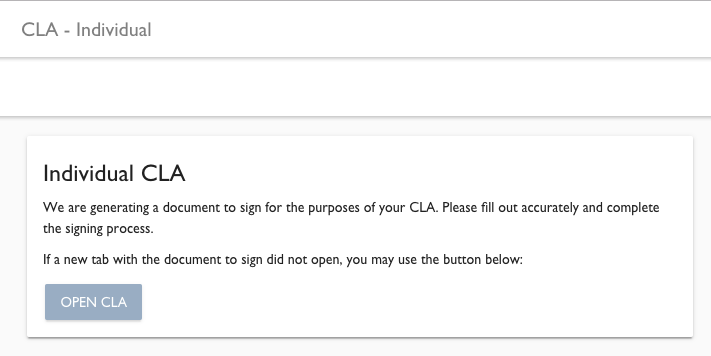 CLA - Individual
Individual CLA
We are generating a document to sign for the purposes of your CLA. Please fill out accurately and complete
the signing process.
If a new tab with the document to sign did not open, you may use the button below:
OPEN CLA